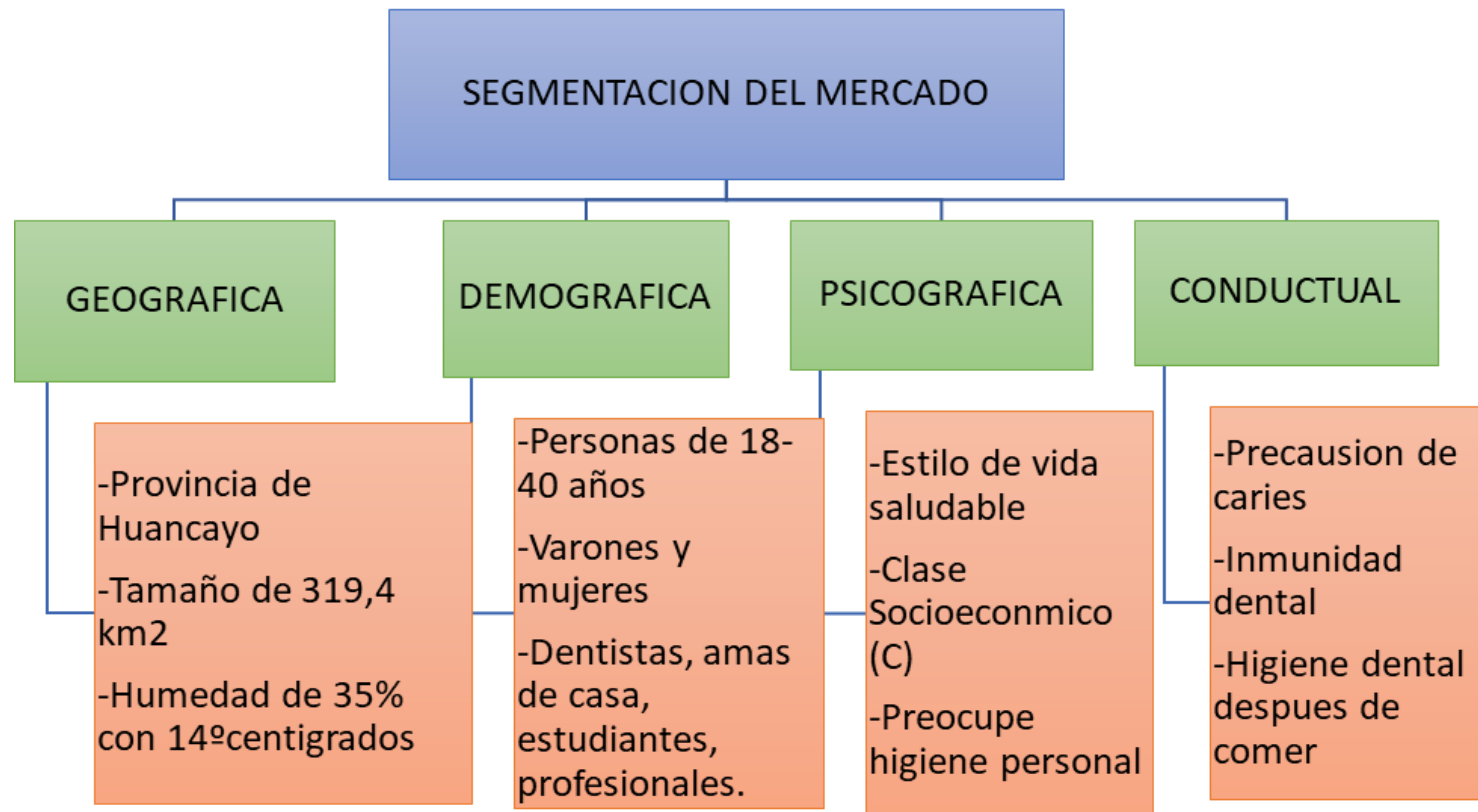 SEGMENTACION DEL MERCADO
GEOGRAFICA
-Provincia de
Huancayo
-Tamaño de 319,4
km2
-Humedad de 35%
con 14ºcentigrados
DEMOGRAFICA
-Personas de 18-
40 años
-Varones y
mujeres
-Dentistas, amas
de casa,
estudiantes,
profesionales.
PSICOGRAFICA
-Estilo de vida
saludable
-Clase
Socioeconmico
(C)
-Preocupe
higiene personal
CONDUCTUAL
-Precausion de
caries
-Inmunidad
dental
-Higiene dental
despues de
comer